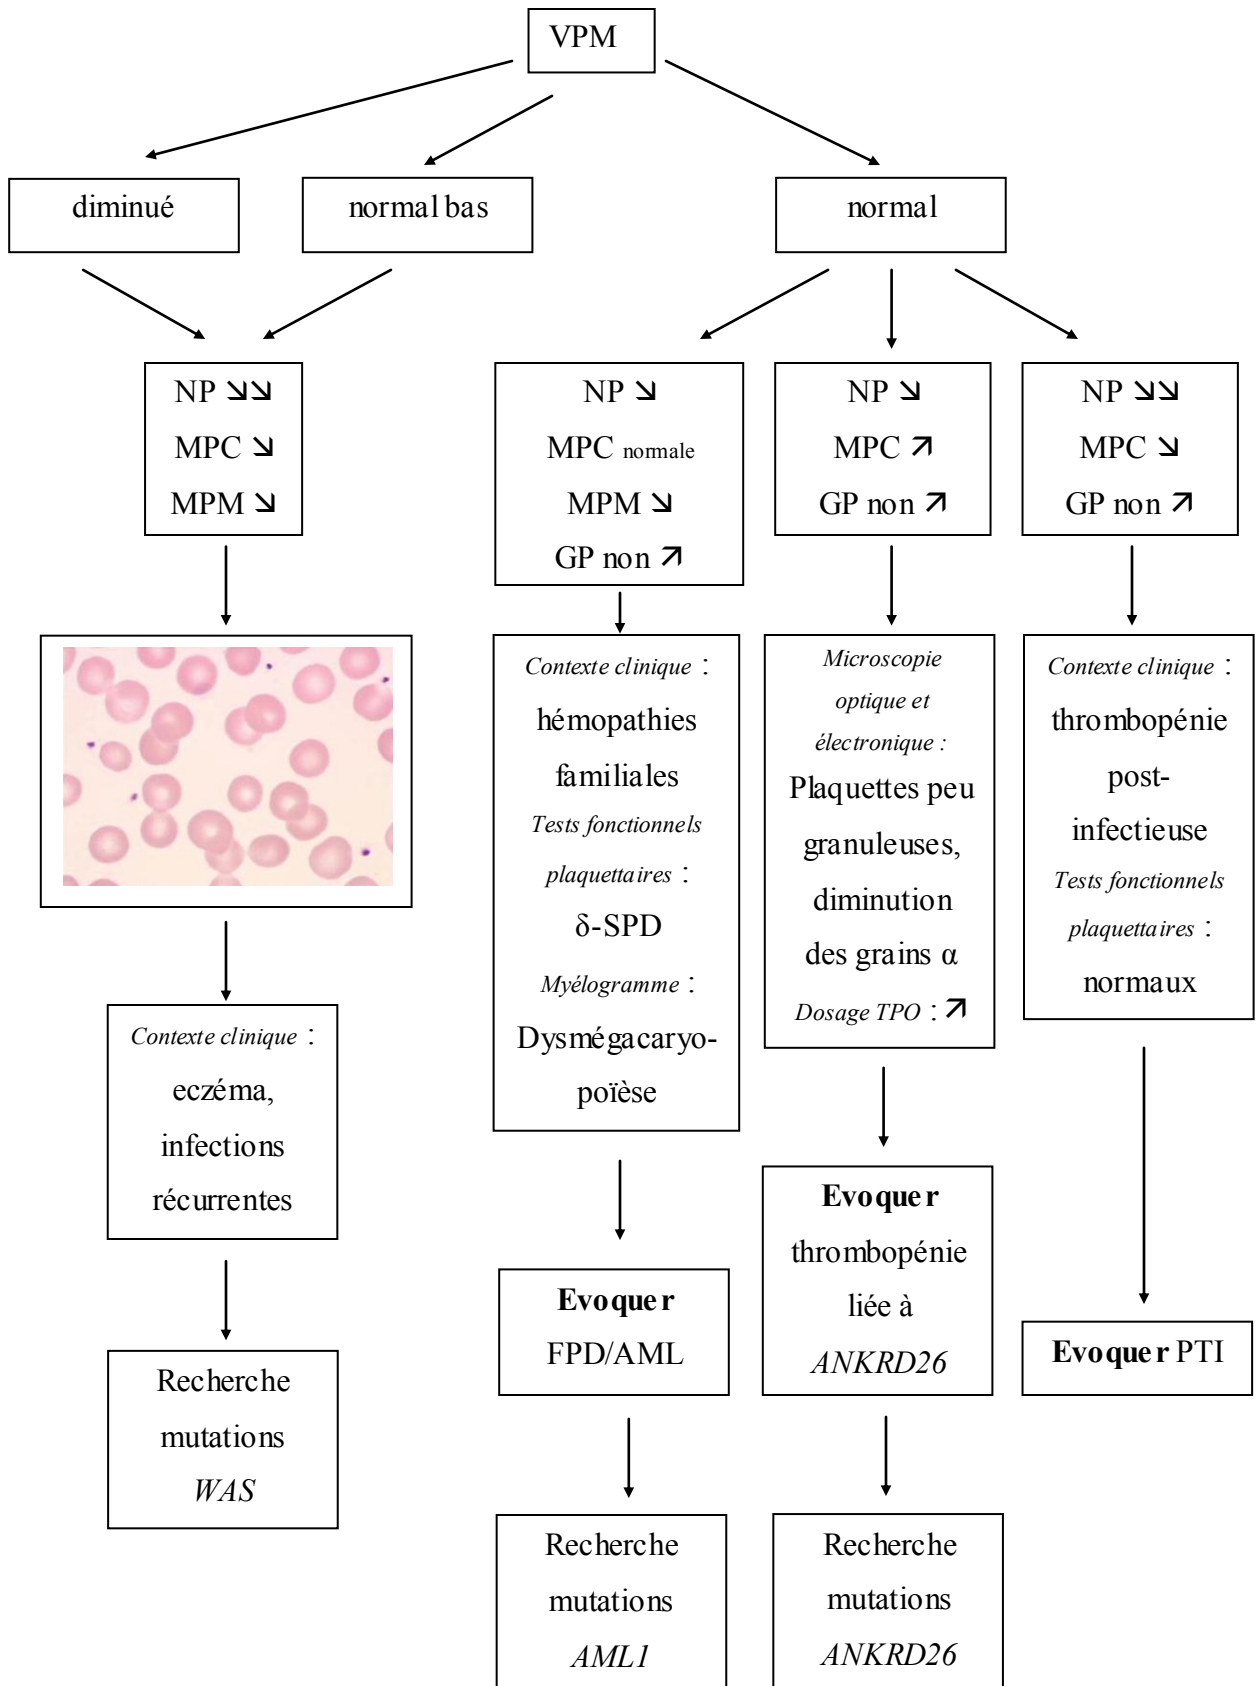 VPM
diminué
normal bas
normal
NP ↘↘
MPC ↘
MPM ↘
NP ↘
MPC normale
MPM ↘
GP non ↗
NP ↘
MPC ↗
GP non ↗
NP ↘↘
MPC ↘
GP non ↗
Contexte clinique :
eczéma,
infections
récurrentes
Recherche
mutations
WAS
Contexte clinique :
hémopathies
familiales
Tests fonctionnels
plaquettaires :
δ-SPD
Myélogramme :
Dysmégacaryo-
poïèse
Evoquer
FPD/AML
Recherche
mutations
AML1
Microscopie
optique et
électronique :
Plaquettes peu
granuleuses,
diminution
des grains α
Dosage TPO : ↗
Evoquer
thrombopénie
liée à
ANKRD26
Recherche
mutations
ANKRD26
Contexte clinique :
thrombopénie
post-
infectieuse
Tests fonctionnels
plaquettaires :
normaux
Evoquer PTI